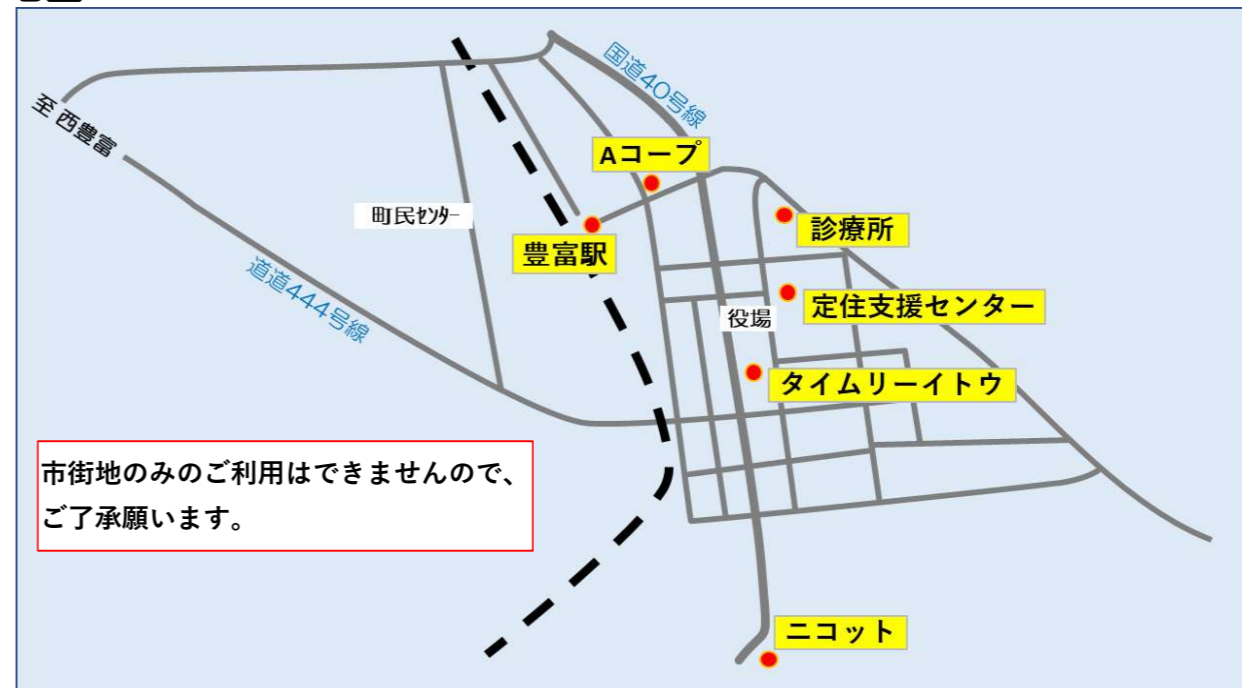 国道40号線
至 西豊富
Aコープ
町民ｾﾝﾀｰ
診療所
豊富駅
道道444号線
定住支援センター
役場
タイムリーイトウ
市街地のみのご利用はできませんので、
ご了承願います。
ニコット